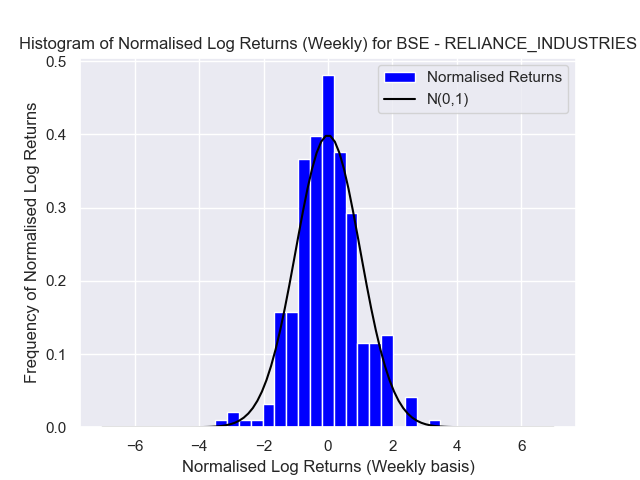 Histogram of Normalised Log Returns (Weekly) for BSE - RELIANCE_INDUSTRIES
Normalised Returns
N(0,1)
Frequency of Normalised Log Returns
0.5
0.4
0.3
0.2
0.1
0.0
−6 −4 −2 0 2 4 6
Normalised Log Returns (Weekly basis)